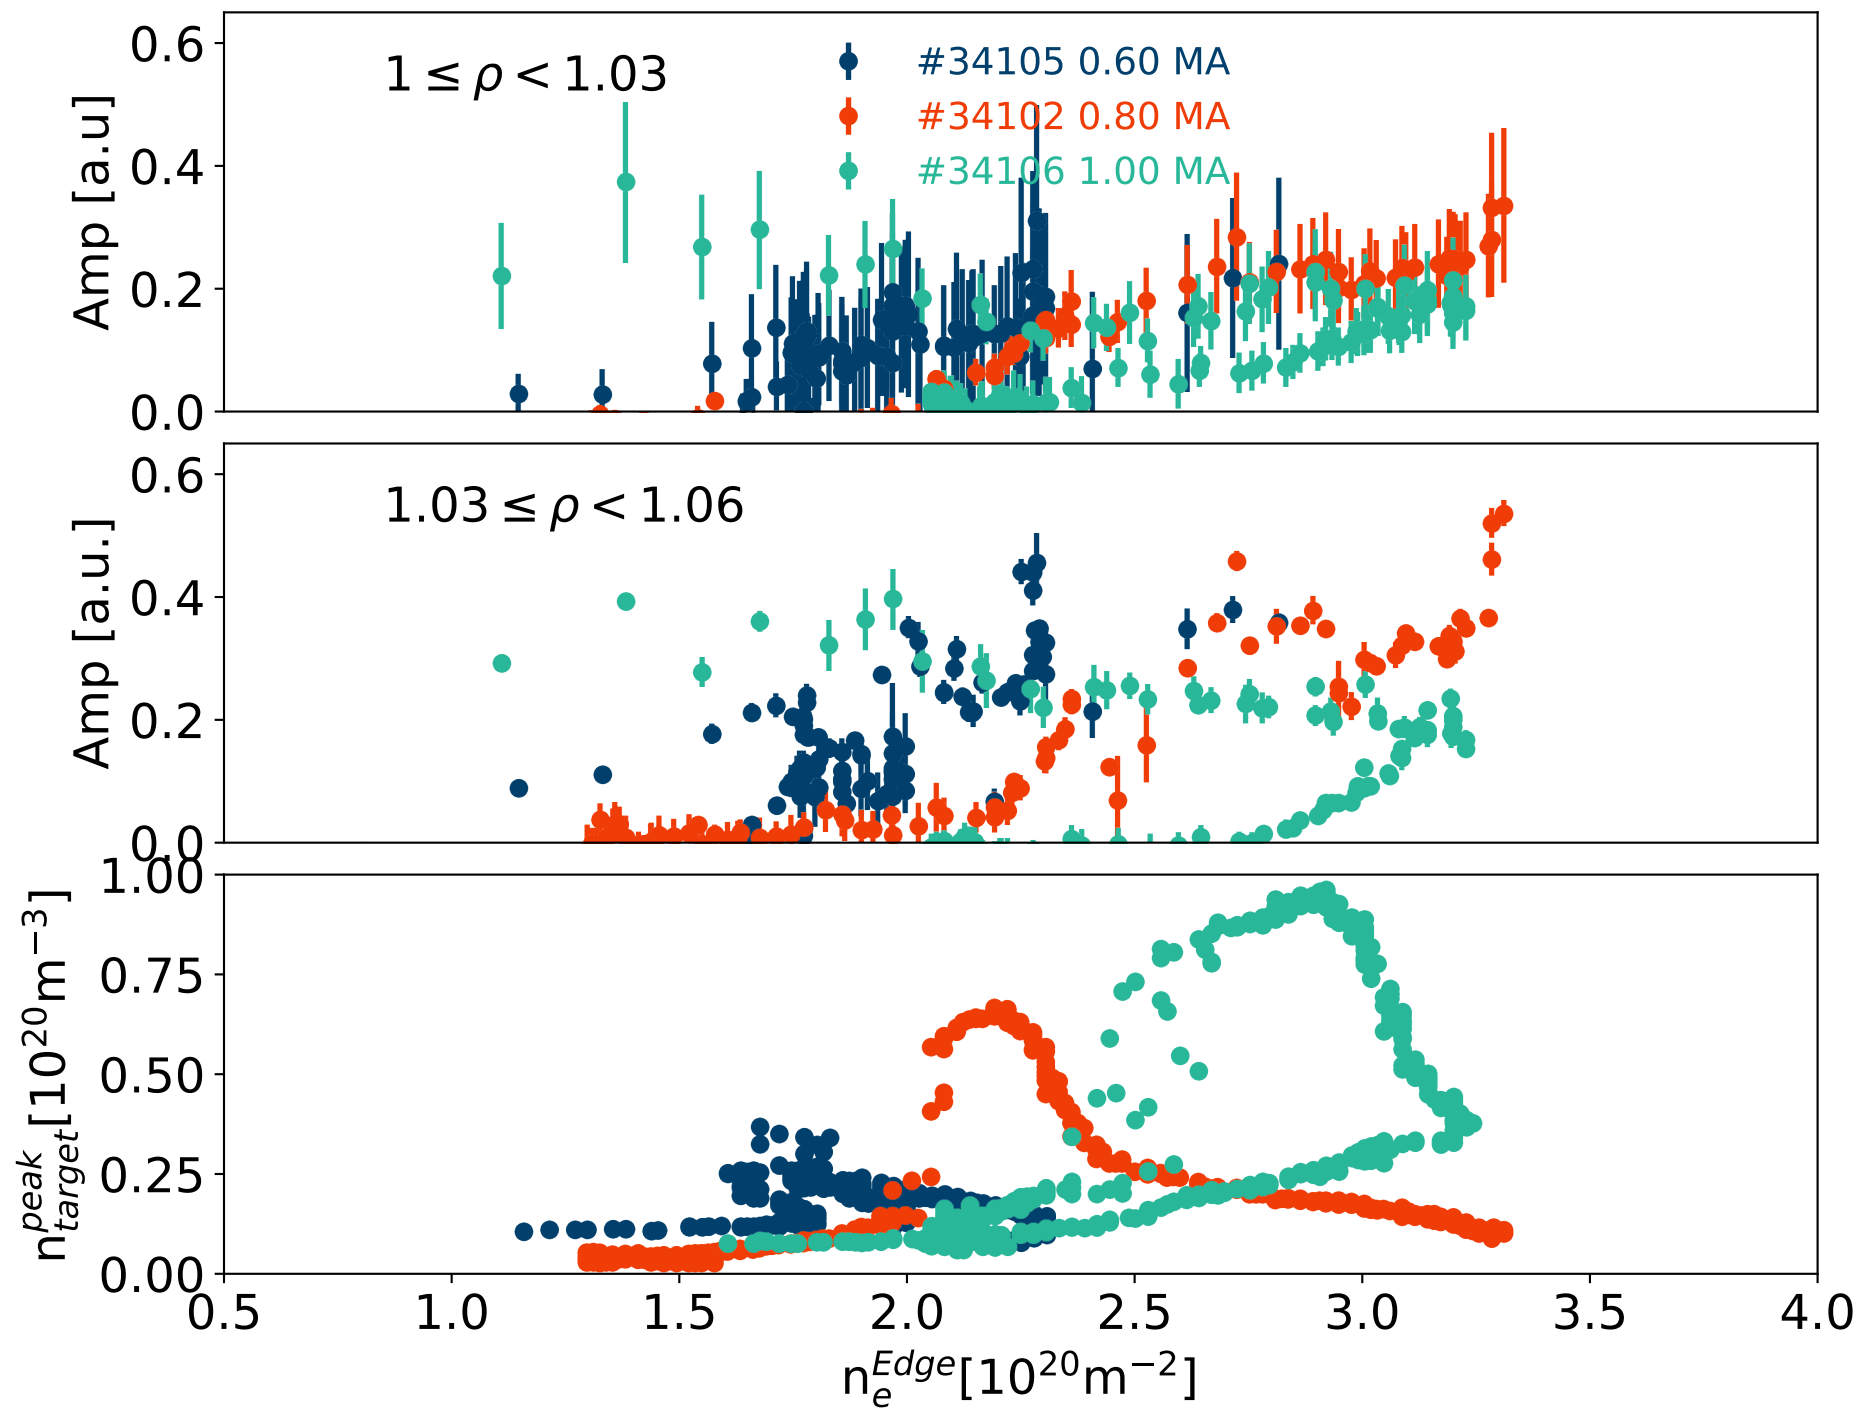 0.6
0.4
0.2
0.0
Amp [a.u]
1 ≤ ρ < 1.03
#34105 0.60 MA
#34102 0.80 MA
#34106 1.00 MA
0.6
0.4
0.2
0.0
Amp [a.u.]
1.03 ≤ ρ < 1.06
1.00
0.75
0.50
0.25
0.00
n_{target}^{peak}[10^{20}m^{−3}]
0.5 1.0 1.5 2.0 2.5 3.0 3.5 4.0
n_e^{Edge}[10^{20}m^{−2}]